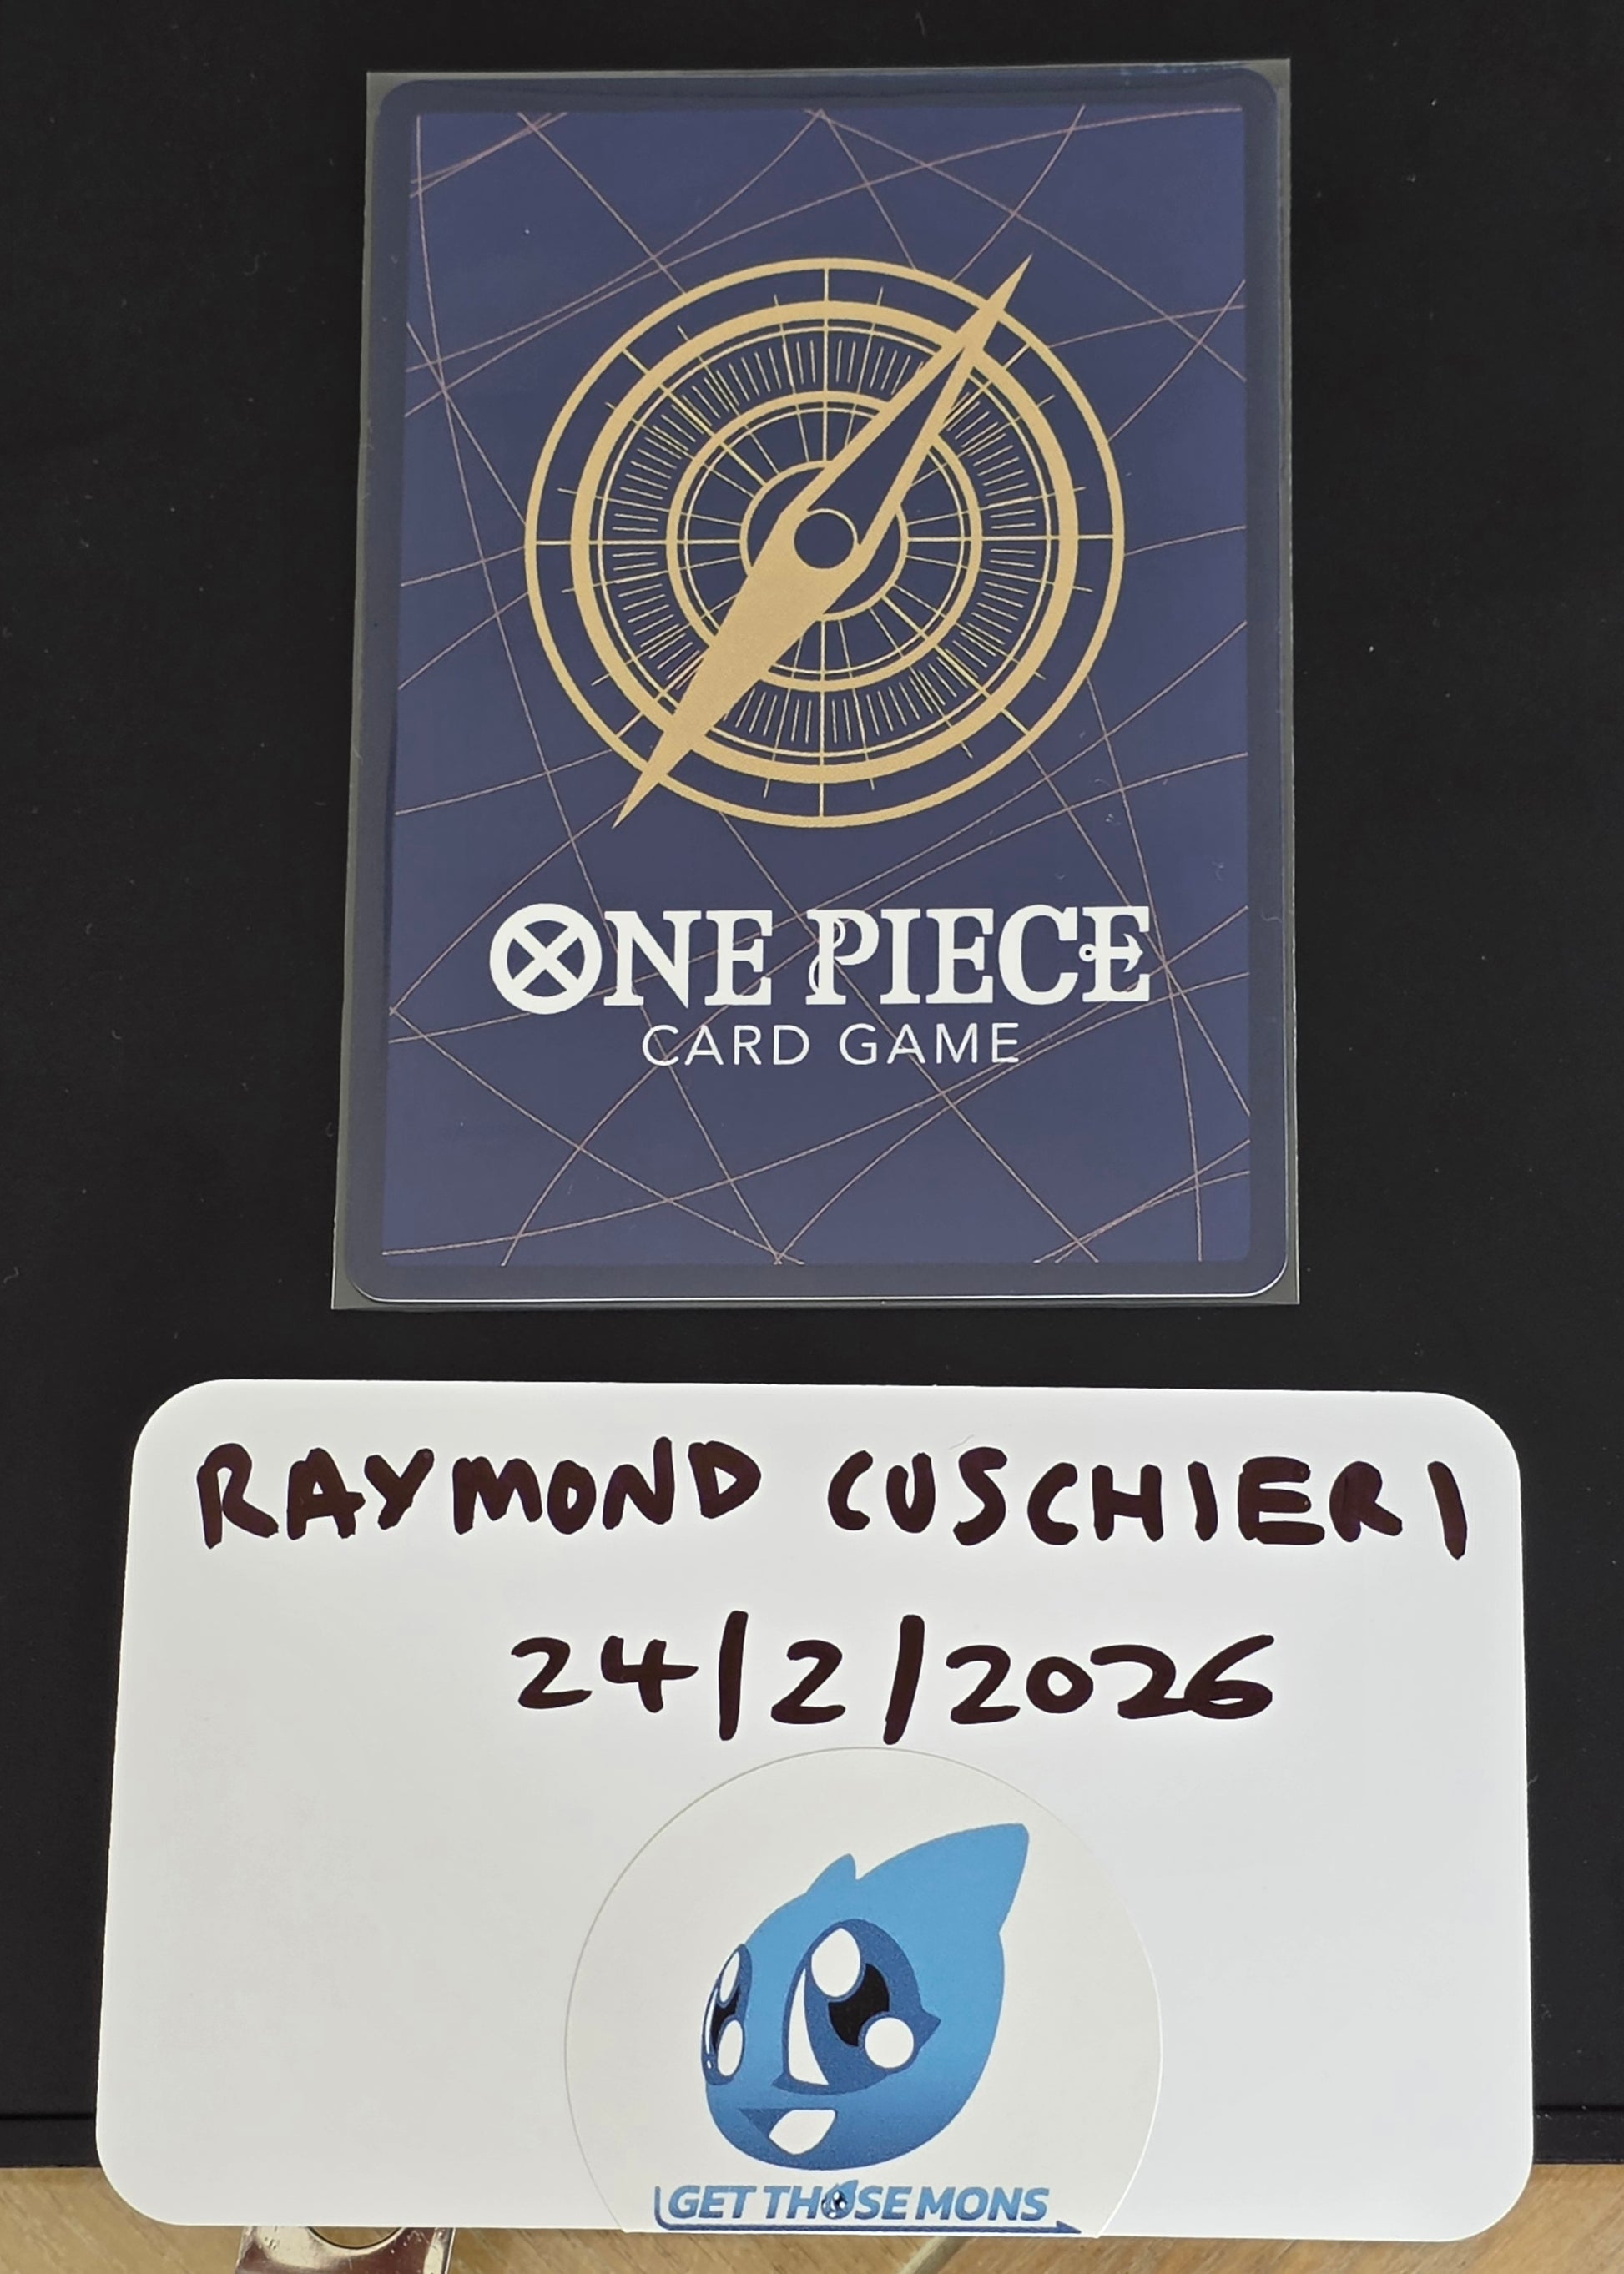 ONE PIECE
CARD GAME
RAYMOND CUSCHIERI
24/2/2026
GET THOSE MONS